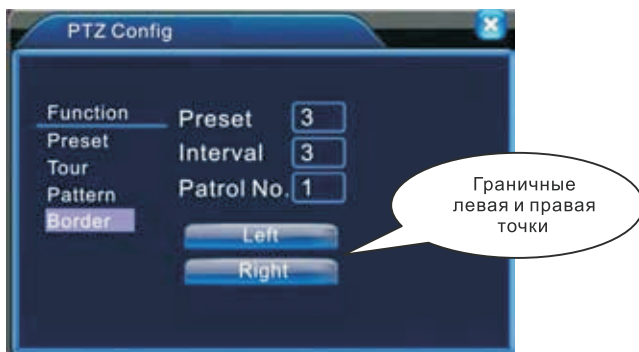 PTZ Config
Function
Preset
Tour
Pattern
Border
Preset 3
Interval 3
Patrol No. 1
Left
Right
Граничные
левая и правая
точки